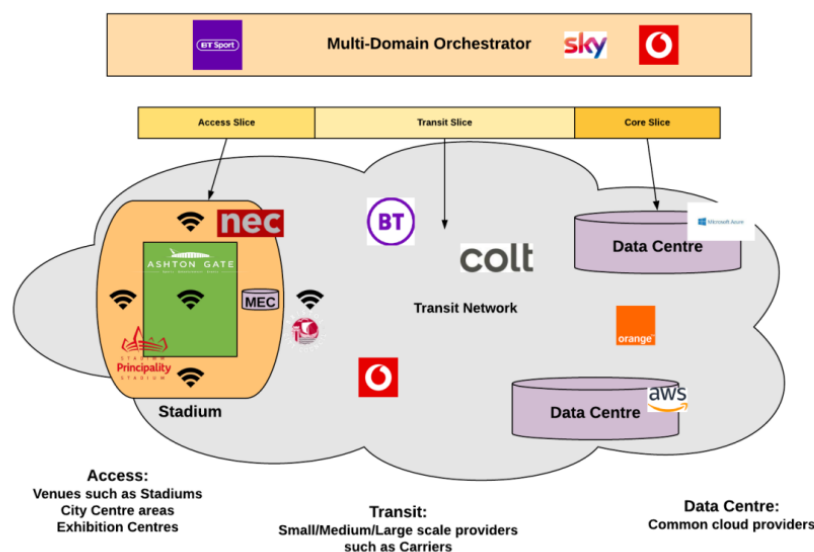 BT Sport
Multi-Domain Orchestrator
sky
Access Slice
Transit Slice
Core Slice
nec
BT
Microsoft Azure
Data Centre
ASHTON GATE
colt
MEC
Transit Network
orange™
STADIWM
Principality
STADIUM
Stadium
aws
Data Centre
Access:
Venues such as Stadiums
City Centre areas
Exhibition Centres
Transit:
Small/Medium/Large scale providers
such as Carriers
Data Centre:
Common cloud providers